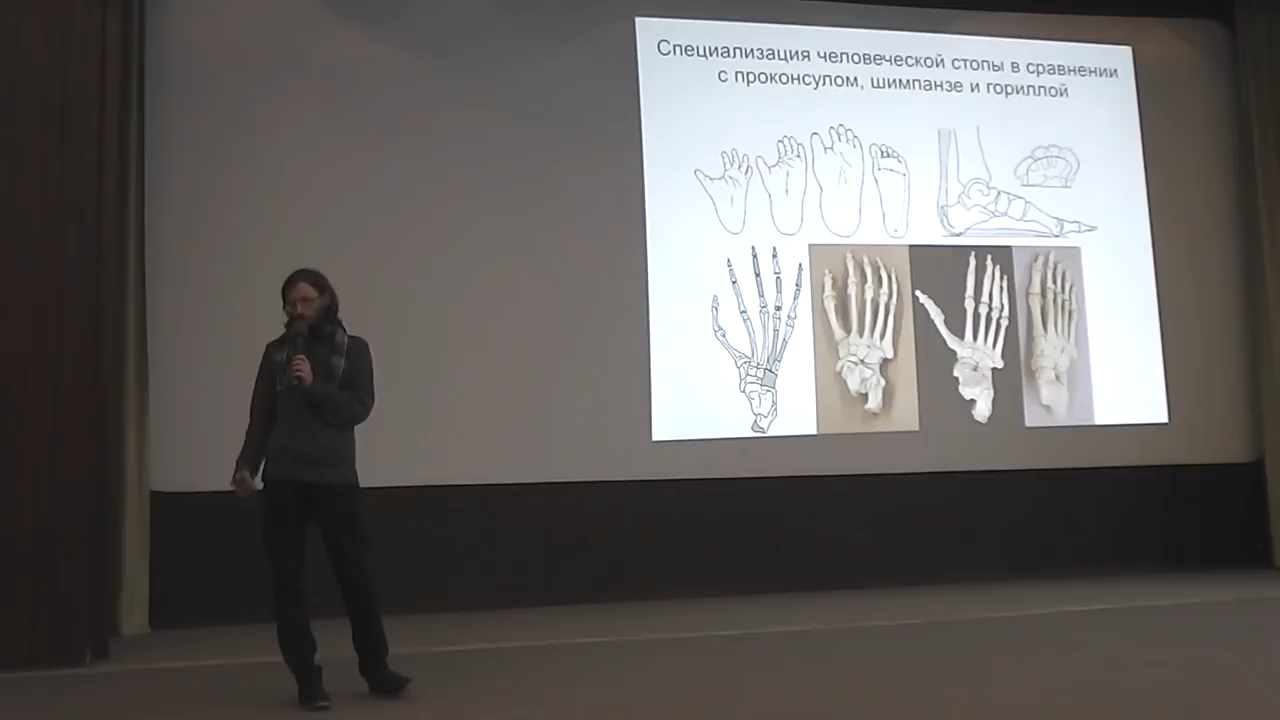 Специализация человеческой стопы в сравнении
с проконсулом, шимпанзе и гориллой